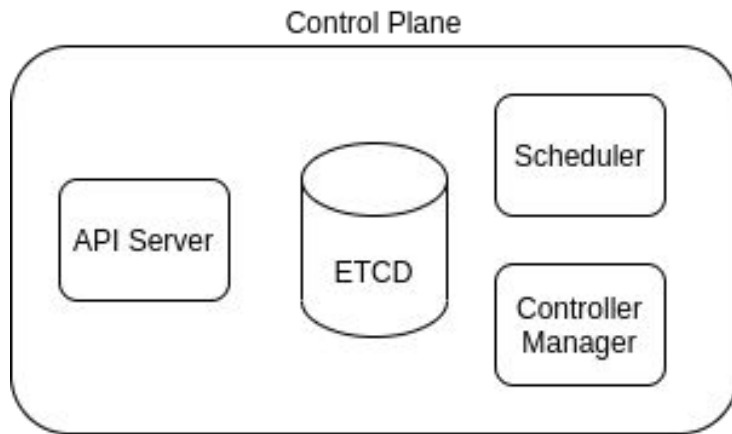 Control Plane
API Server
ETCD
Scheduler
Controller
Manager